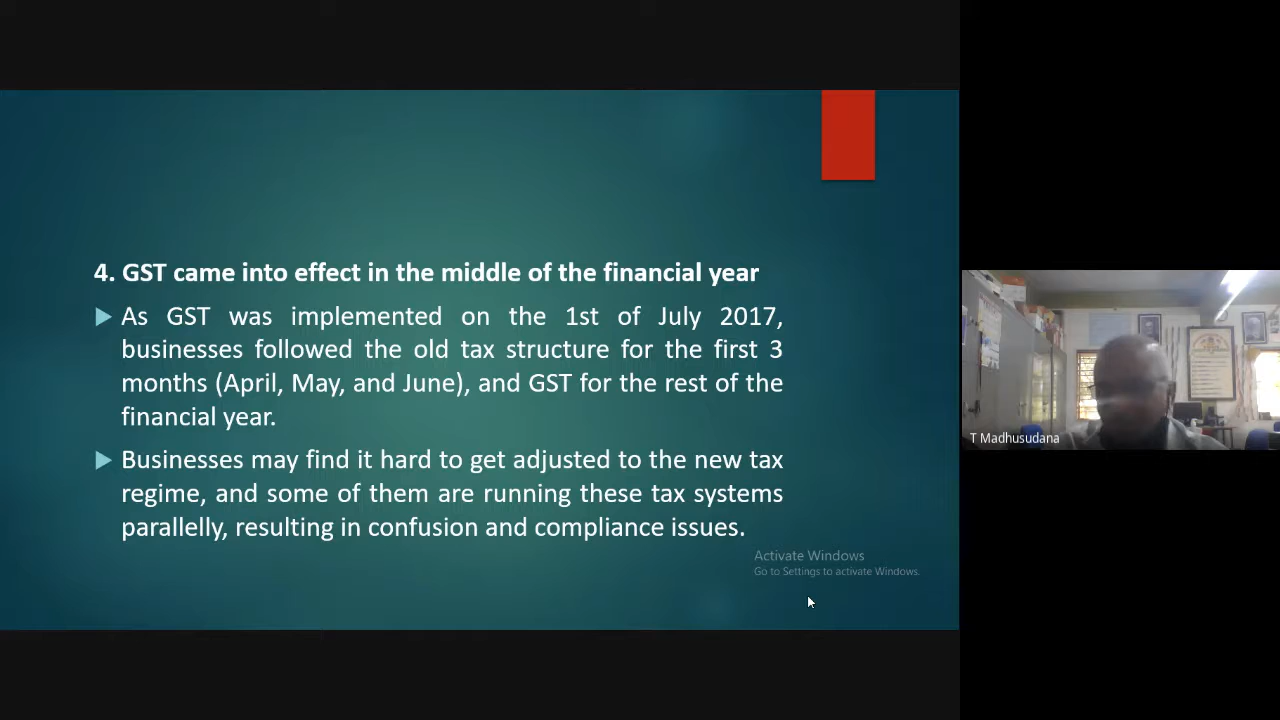 4. GST came into effect in the middle of the financial year
As GST was implemented on the 1st of July 2017,
businesses followed the old tax structure for the first 3
months (April, May, and June), and GST for the rest of the
financial year.
Businesses may find it hard to get adjusted to the new tax
regime, and some of them are running these tax systems
parallelly, resulting in confusion and compliance issues.
Activate Windows
Go to Settings to activate Windows.
T Madhusudana